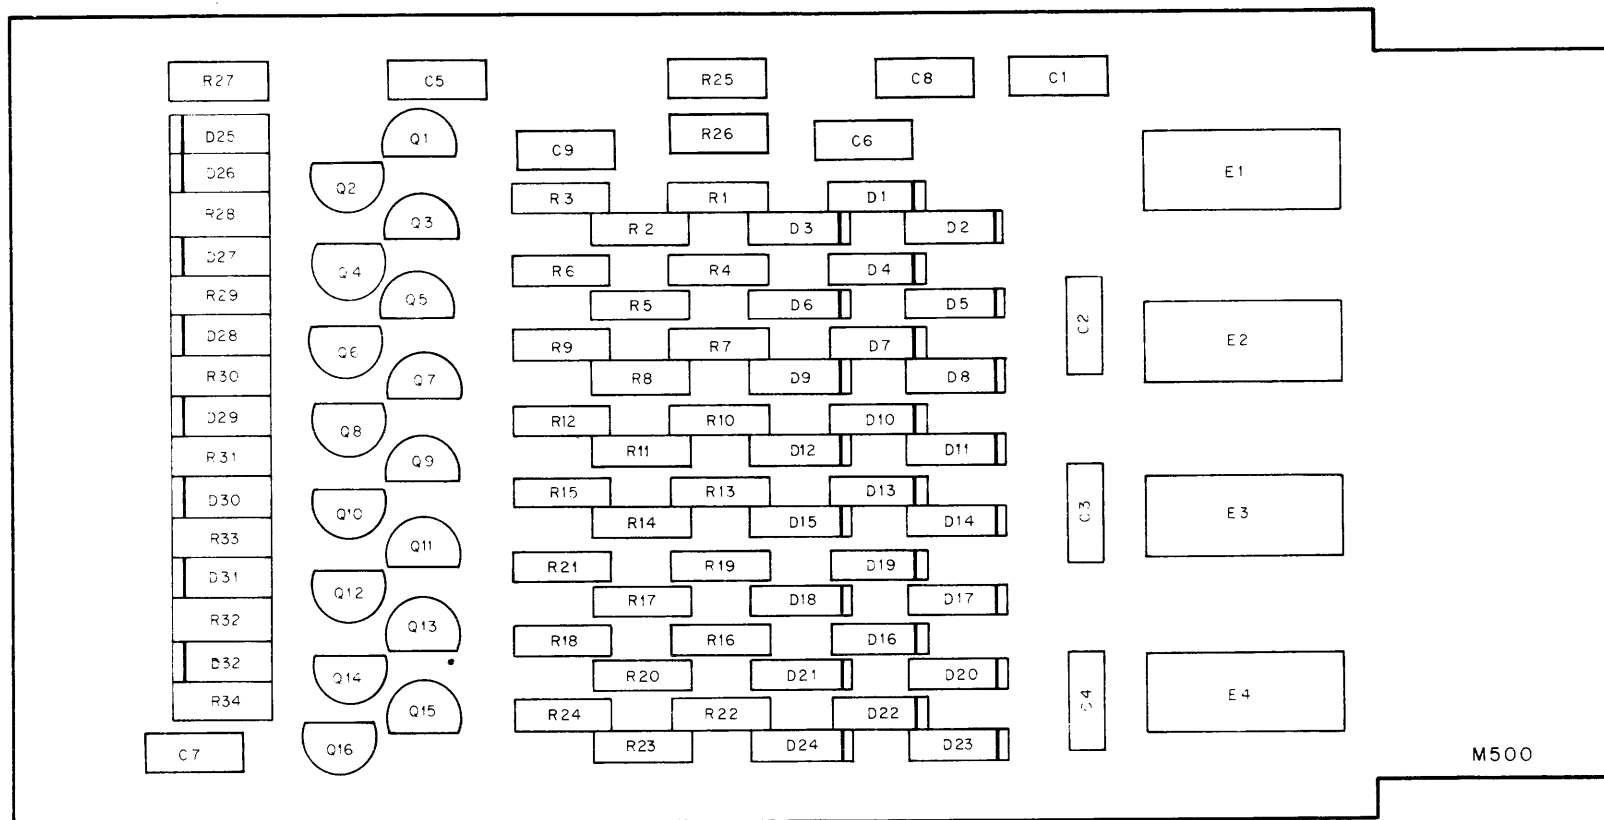 R27 C5 R25 C8 C1
D25 Q1 R26 C6
C9
D26 Q2 E1
R3 R1 D1
R28 Q3 R2 D3 D2
D27 Q4 R6 R4 D4
R29 Q5 R5 D6 D5
C2
D28 Q6 R9 R7 D7 E2
R30 Q7 R8 D9 D8
D29 Q8 R12 R10 D10
R31 Q9 R11 D12 D11
D30 Q10 R15 R13 D13
C3 E3
R33 Q11 R14 D15 D14
D31 R21 R19 D19
Q12 R17 D18 D17
R32 Q13 R18 R16 D16
D32 Q14 R20 D21 D20
R34 Q15 R24 R22 D22 C4 E4
C7 Q16 R23 D24 D23
M500